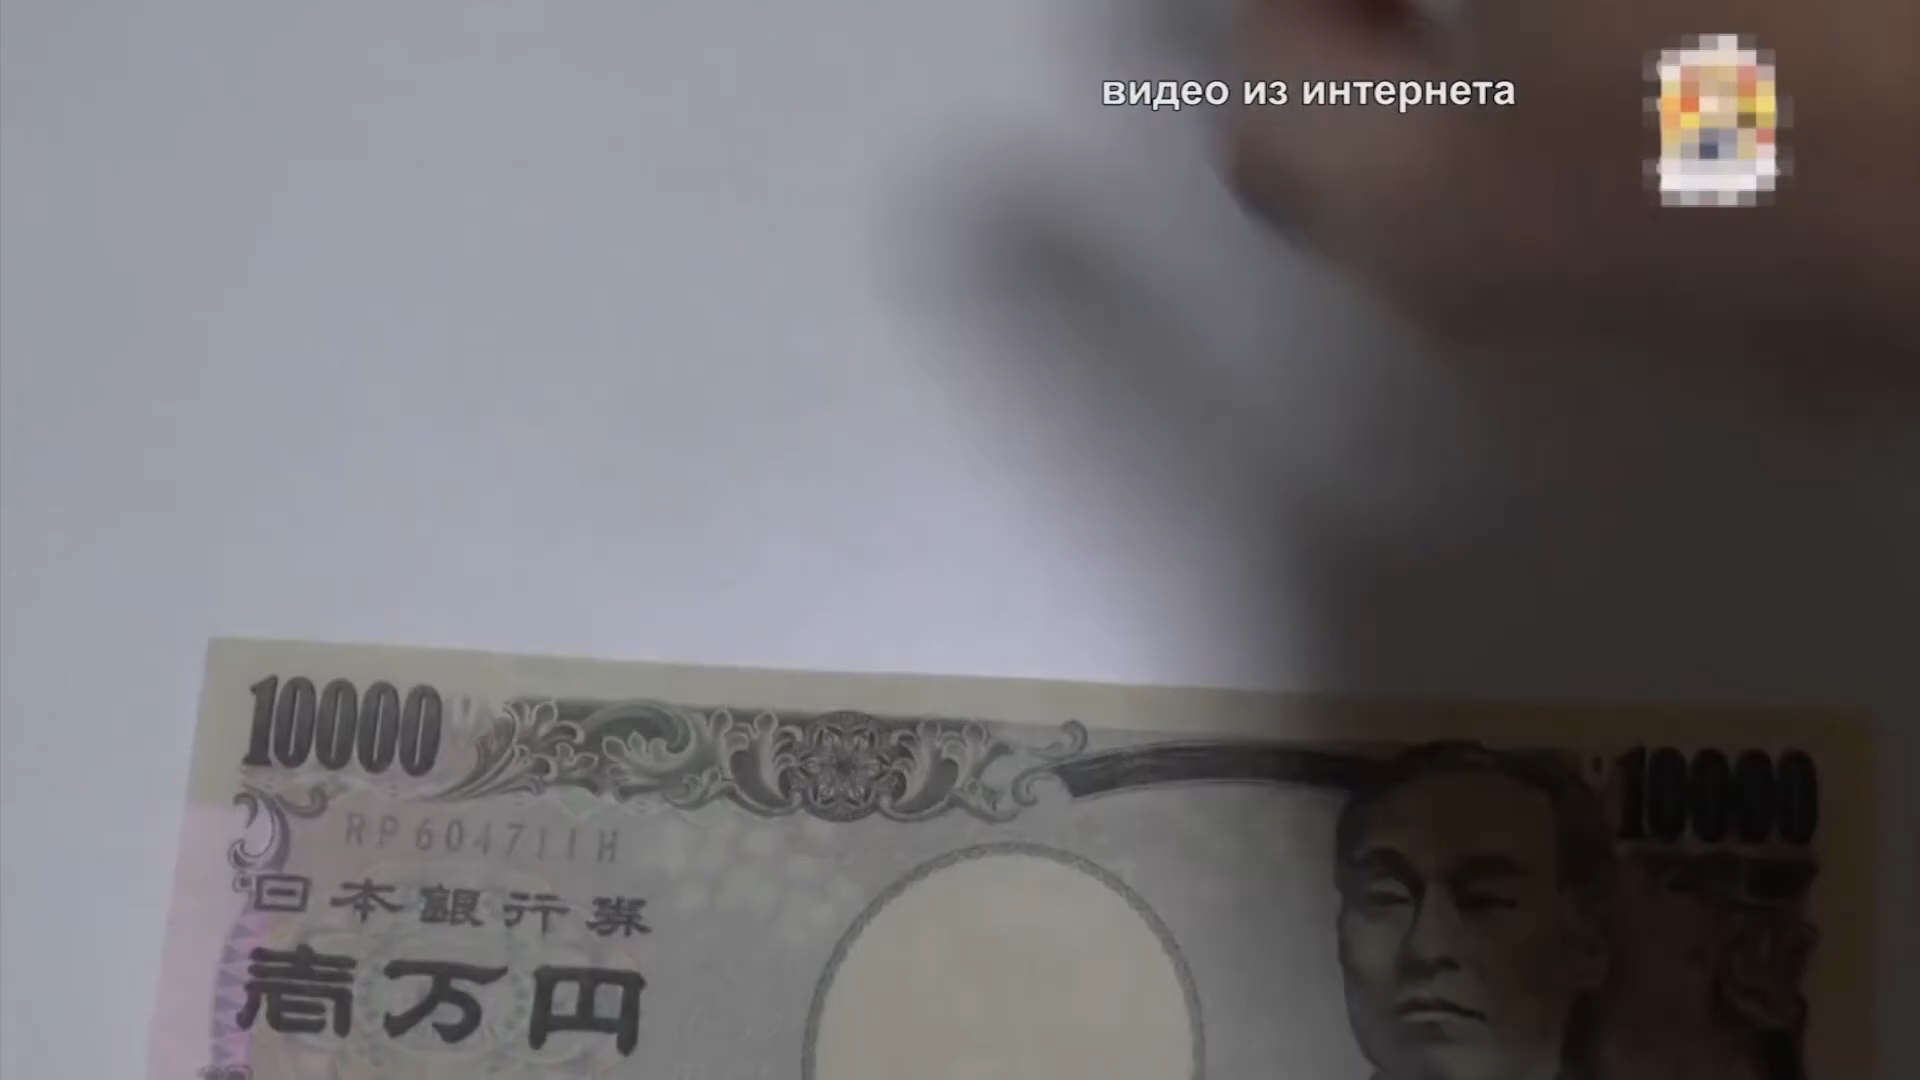 видео из интернета
10000
10000
RP604711H
日本銀行券
壱万円